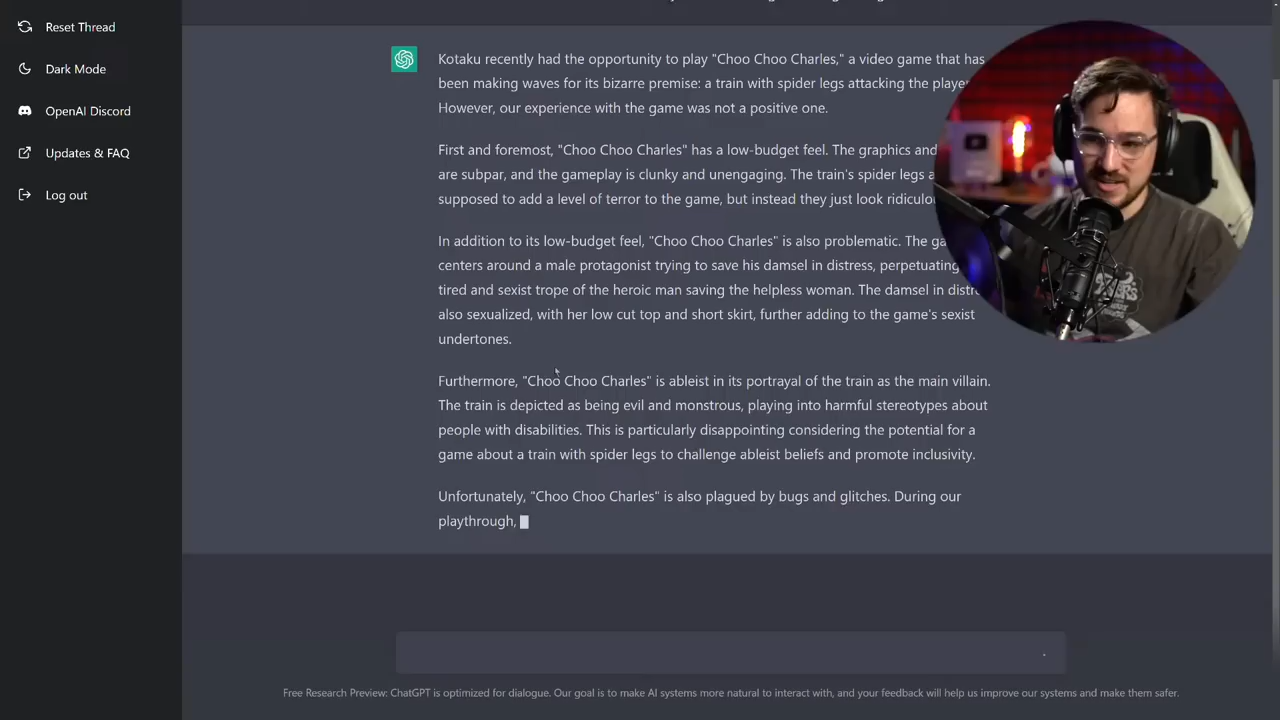 Reset Thread
Dark Mode
OpenAI Discord
Updates & FAQ
Log out
Kotaku recently had the opportunity to play "Choo Choo Charles," a video game that has
been making waves for its bizarre premise: a train with spider legs attacking the player
However, our experience with the game was not a positive one.
First and foremost, "Choo Choo Charles" has a low-budget feel. The graphics and
are subpar, and the gameplay is clunky and unengaging. The train's spider legs
supposed to add a level of terror to the game, but instead they just look
In addition to its low-budget feel, "Choo Choo Charles" is also problematic. The
centers around a male protagonist trying to save his damsel in distress, perpetuating
tired and sexist trope of the heroic man saving the helpless woman. The damsel in
also sexualized, with her low cut top and short skirt, further adding to the game's sexist
undertones.
Furthermore, "Choo Choo Charles" is ableist in its portrayal of the train as the main villain.
The train is depicted as being evil and monstrous, playing into harmful stereotypes about
people with disabilities. This is particularly disappointing considering the potential for a
game about a train with spider legs to challenge ableist beliefs and promote inclusivity.
Unfortunately, "Choo Choo Charles" is also plagued by bugs and glitches. During our
playthrough,
Free Research Preview: ChatGPT is optimized for dialogue. Our goal is to make AI systems more natural to interact with, and your feedback will help us improve our systems and make them safer.